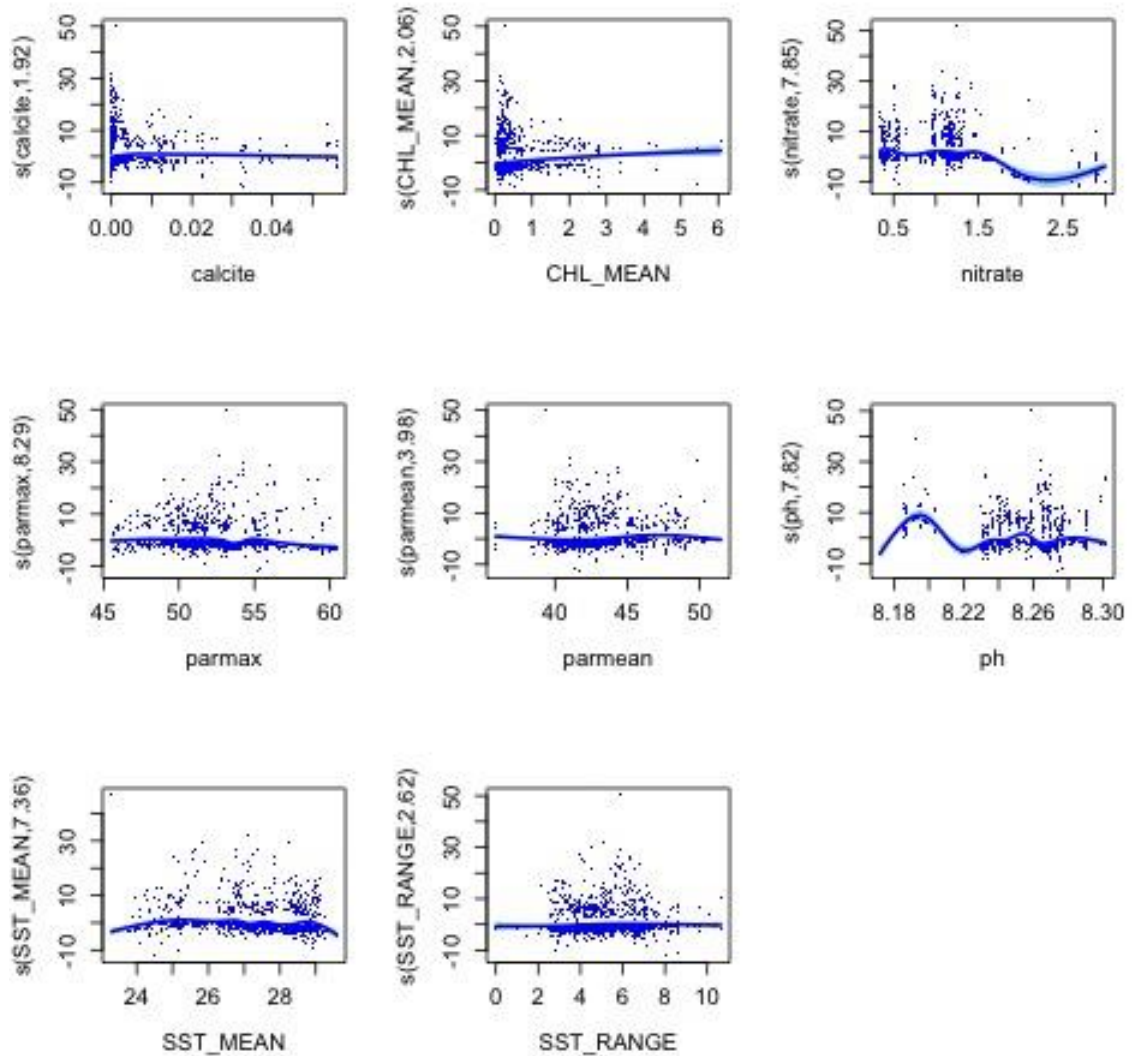 s(calcite,1.92)
50
30
10
-10
0.00 0.02 0.04
calcite
s(CHL_MEAN,2.06)
50
30
10
-10
0 1 2 3 4 5 6
CHL_MEAN
s(nitrate,7.85)
50
30
10
-10
0.5 1.5 2.5
nitrate
s(parmax,8.29)
50
30
10
-10
45 50 55 60
parmax
s(parmean,3.98)
50
30
10
-10
40 45 50
parmean
s(ph,7.82)
50
30
10
-10
8.18 8.22 8.26 8.30
ph
s(SST_MEAN,7.36)
30
10
-10
24 26 28
SST_MEAN
s(SST_RANGE,2.62)
50
30
10
-10
0 2 4 6 8 10
SST_RANGE